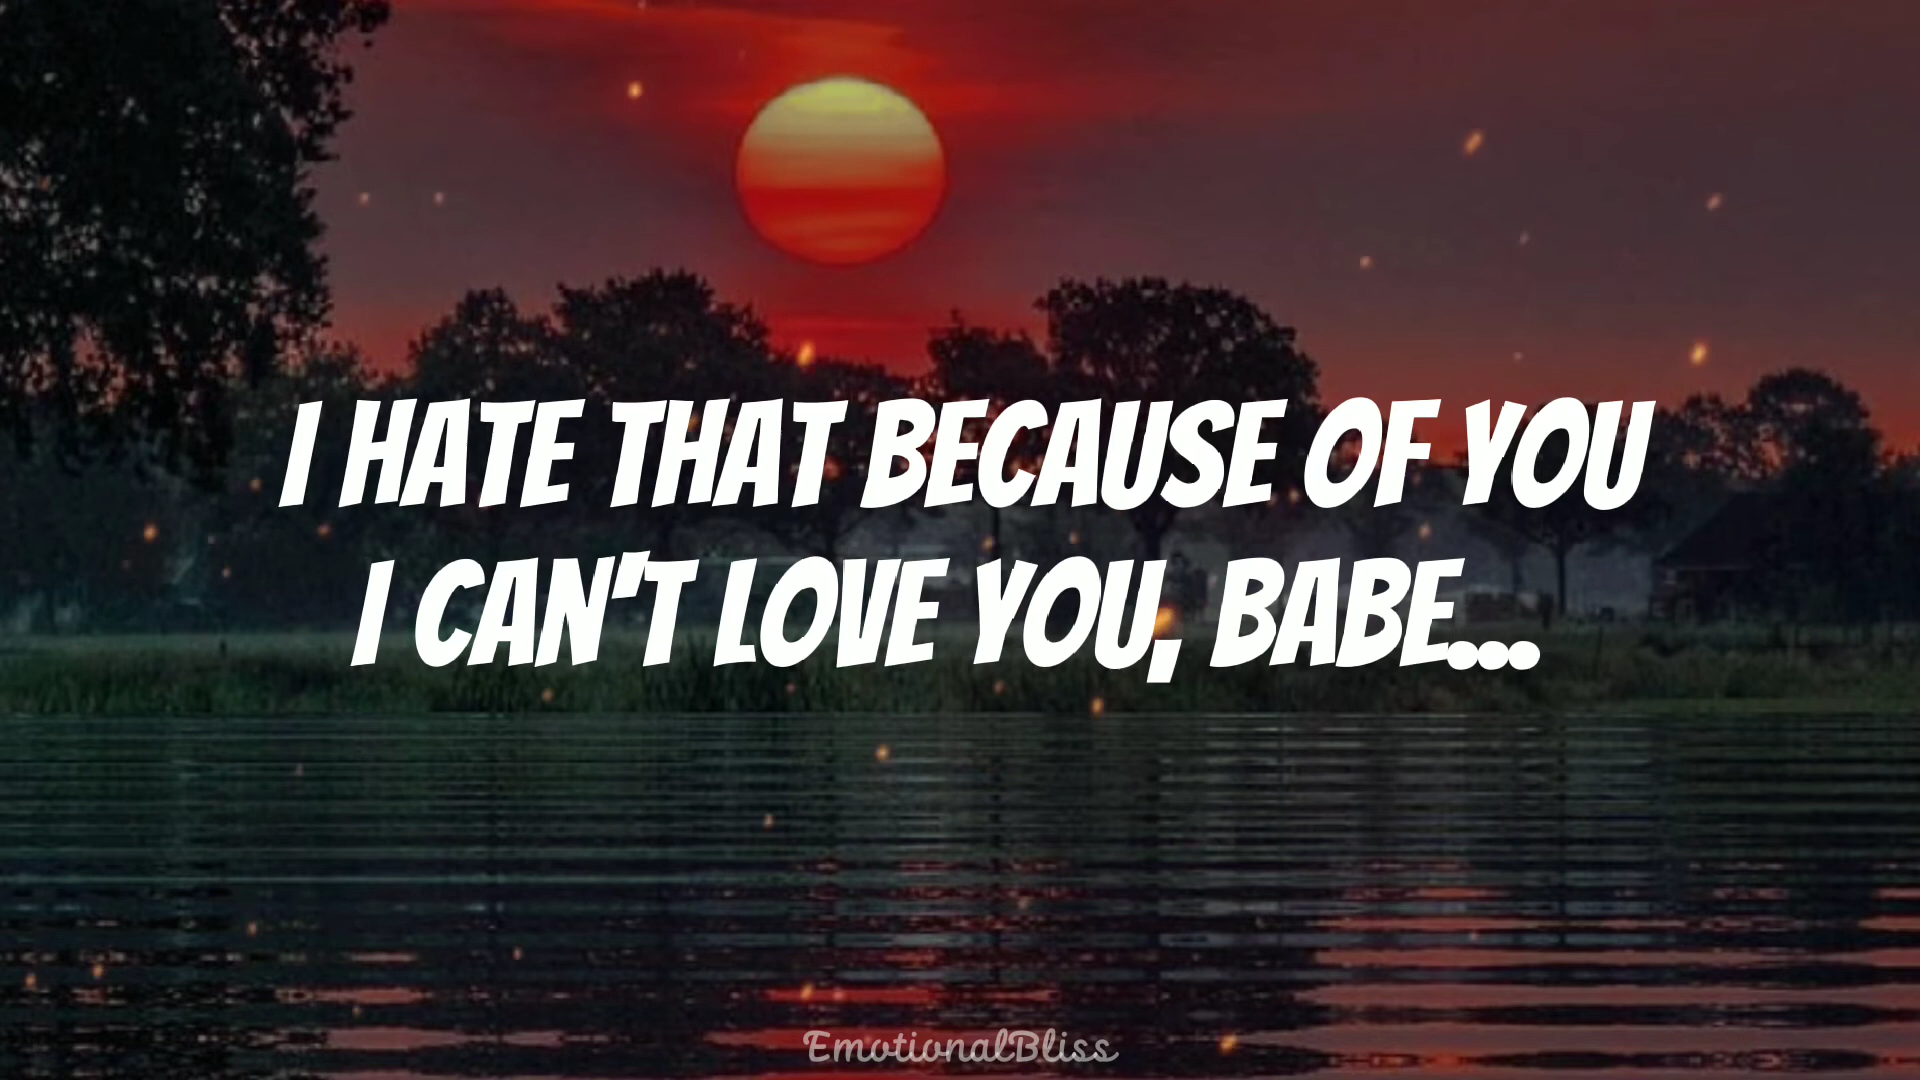 I HATE THAT BECAUSE OF YOU
I CAN'T LOVE YOU, BABE...
EmotionalBliss